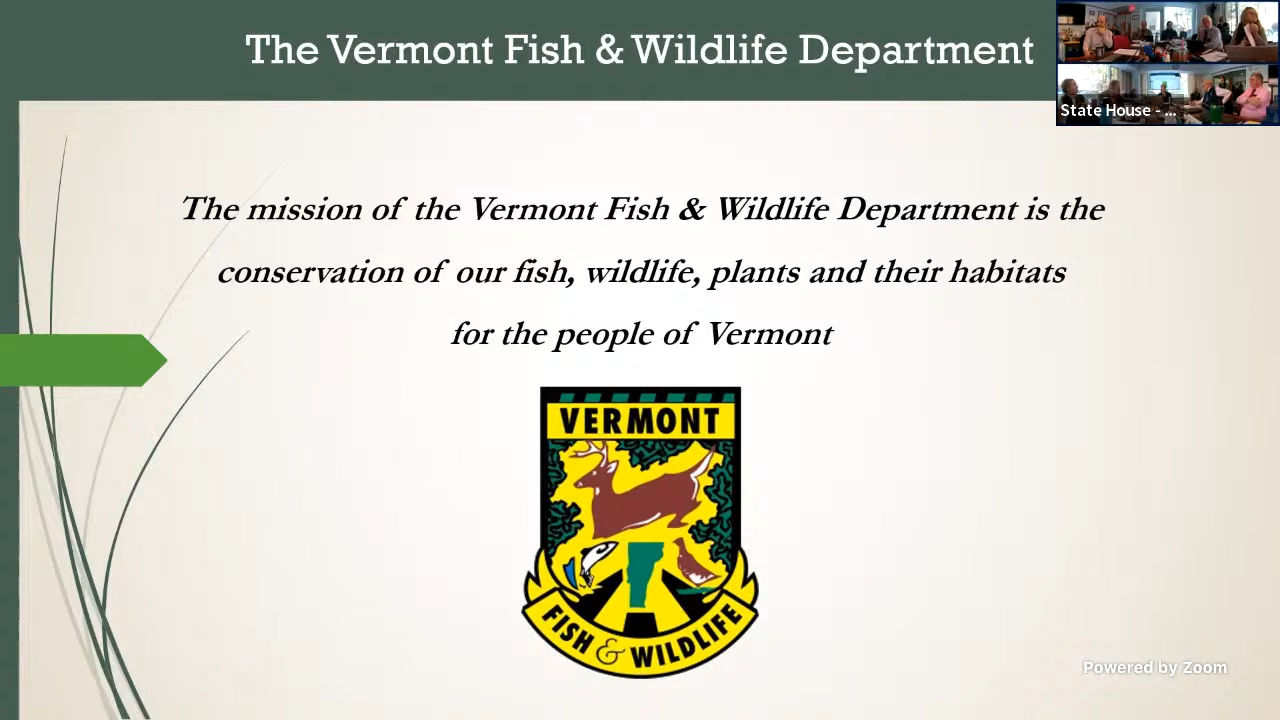 The Vermont Fish & Wildlife Department
State House - ...
The mission of the Vermont Fish & Wildlife Department is the
conservation of our fish, wildlife, plants and their habitats
for the people of Vermont
VERMONT
FISH & WILDLIFE
Powered by Zoom